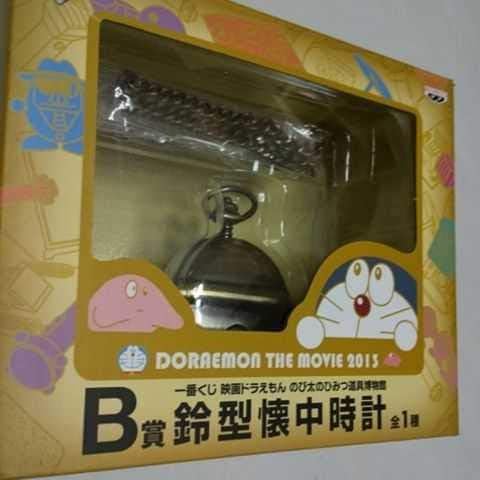 DORAEMON THE MOVIE 2013
一番くじ 映画ドラえもん のび太のひみつ道具博物館
B賞 鈴型懐中時計 全1種